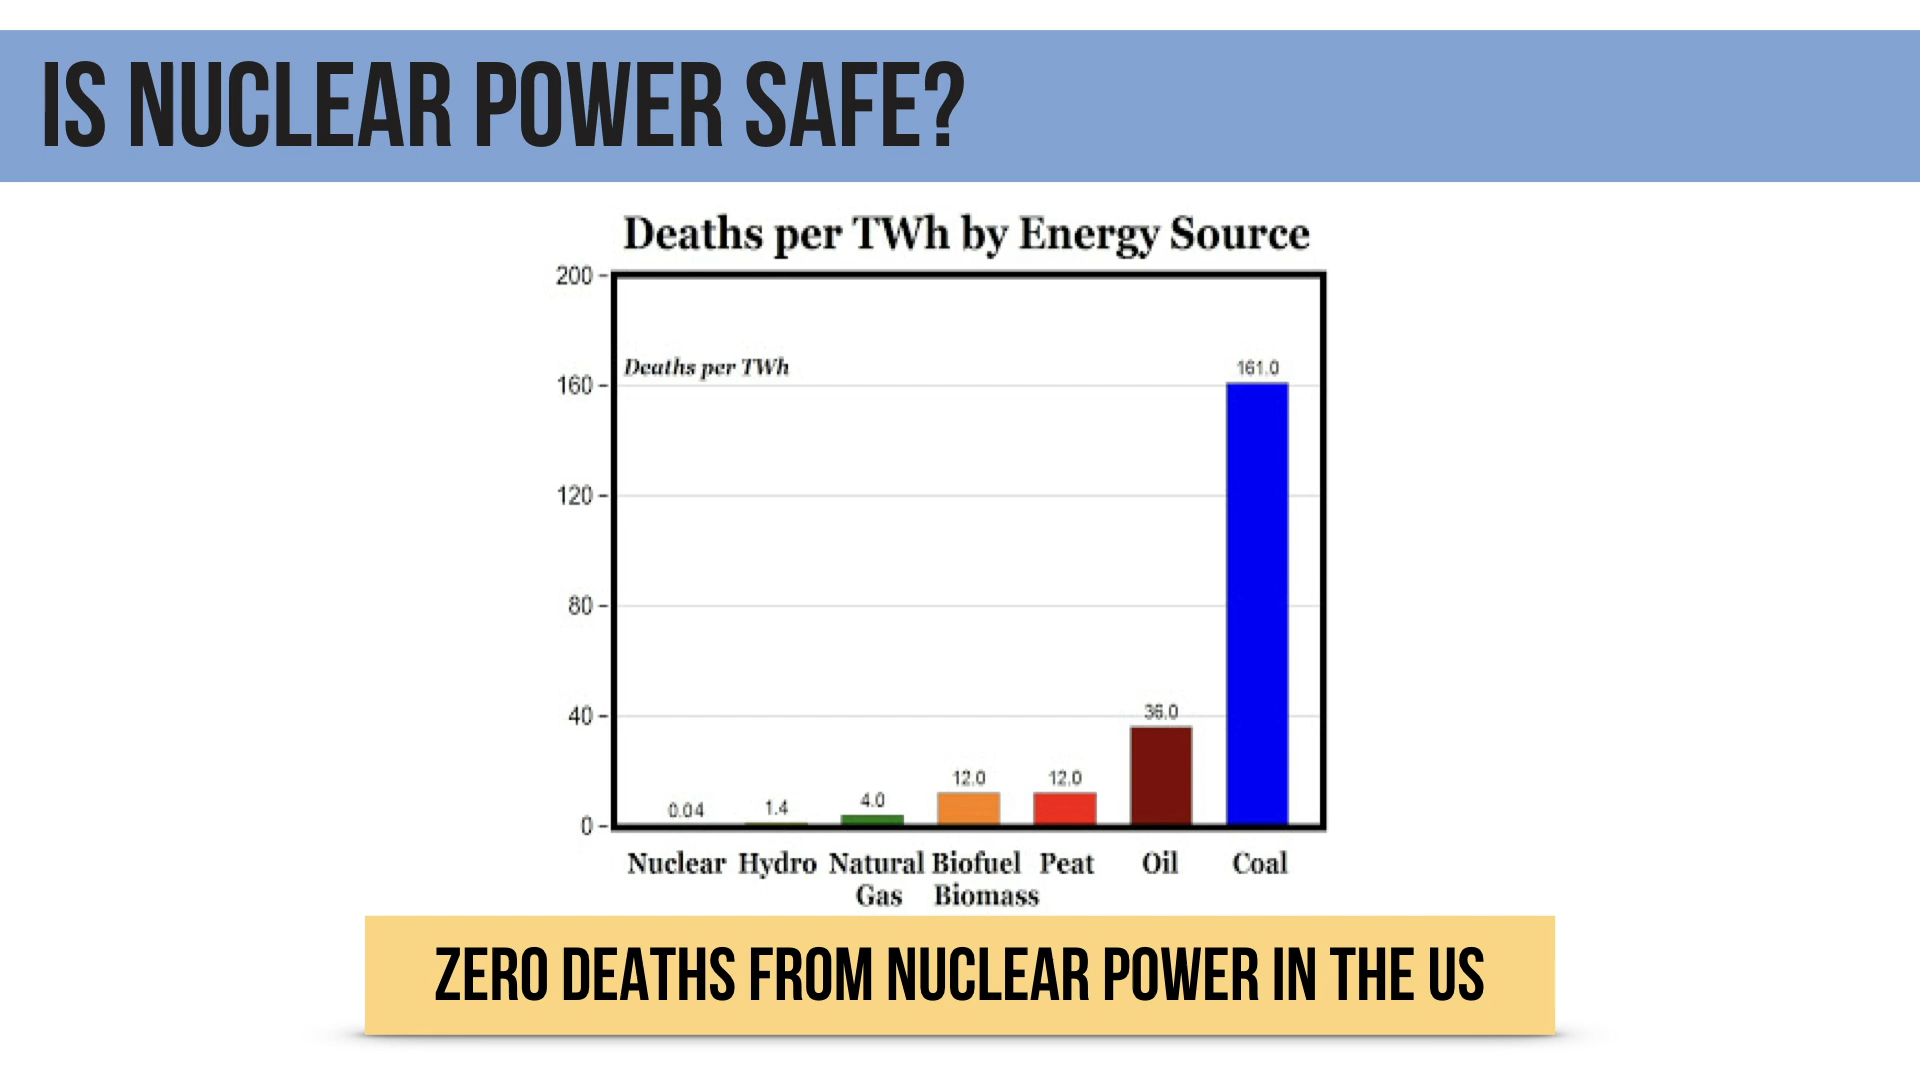 IS NUCLEAR POWER SAFE?
Deaths per TWh by Energy Source
200
Deaths per TWh
161.0
160
120
80
40
36.0
12.0
12.0
4.0
1.4
0.04
0
Nuclear Hydro Natural Biofuel Peat Oil Coal
Gas Biomass
ZERO DEATHS FROM NUCLEAR POWER IN THE US